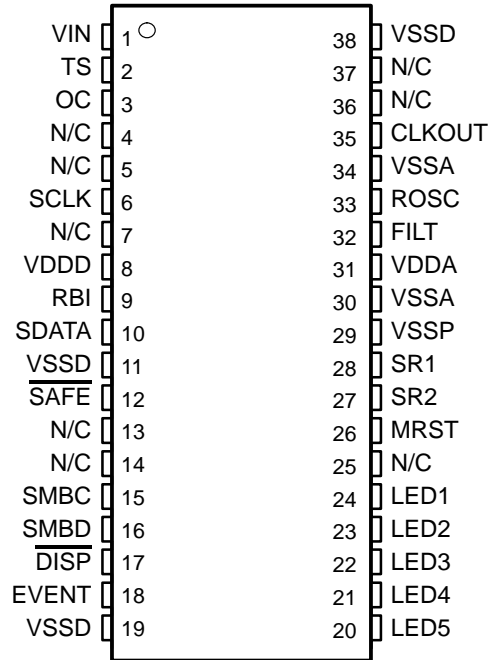 VIN 1 38 VSSD
TS 2 37 N/C
OC 3 36 N/C
N/C 4 35 CLKOUT
N/C 5 34 VSSA
SCLK 6 33 ROSC
N/C 7 32 FILT
VDDD 8 31 VDDA
RBI 9 30 VSSA
SDATA 10 29 VSSP
VSSD 11 28 SR1
SAFE 12 27 SR2
N/C 13 26 MRST
N/C 14 25 N/C
SMBC 15 24 LED1
SMBD 16 23 LED2
DISP 17 22 LED3
EVENT 18 21 LED4
VSSD 19 20 LED5